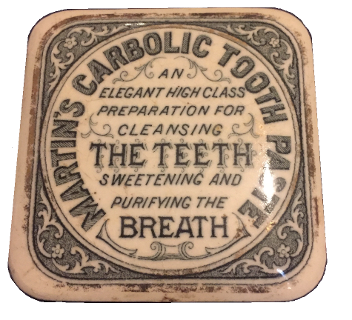 MARTIN'S CARBOLIC TOOTH PASTE
AN
ELEGANT HIGH CLASS
PREPARATION FOR
CLEANSING
THE TEETH
SWEETENING AND
PURIFYING THE
BREATH